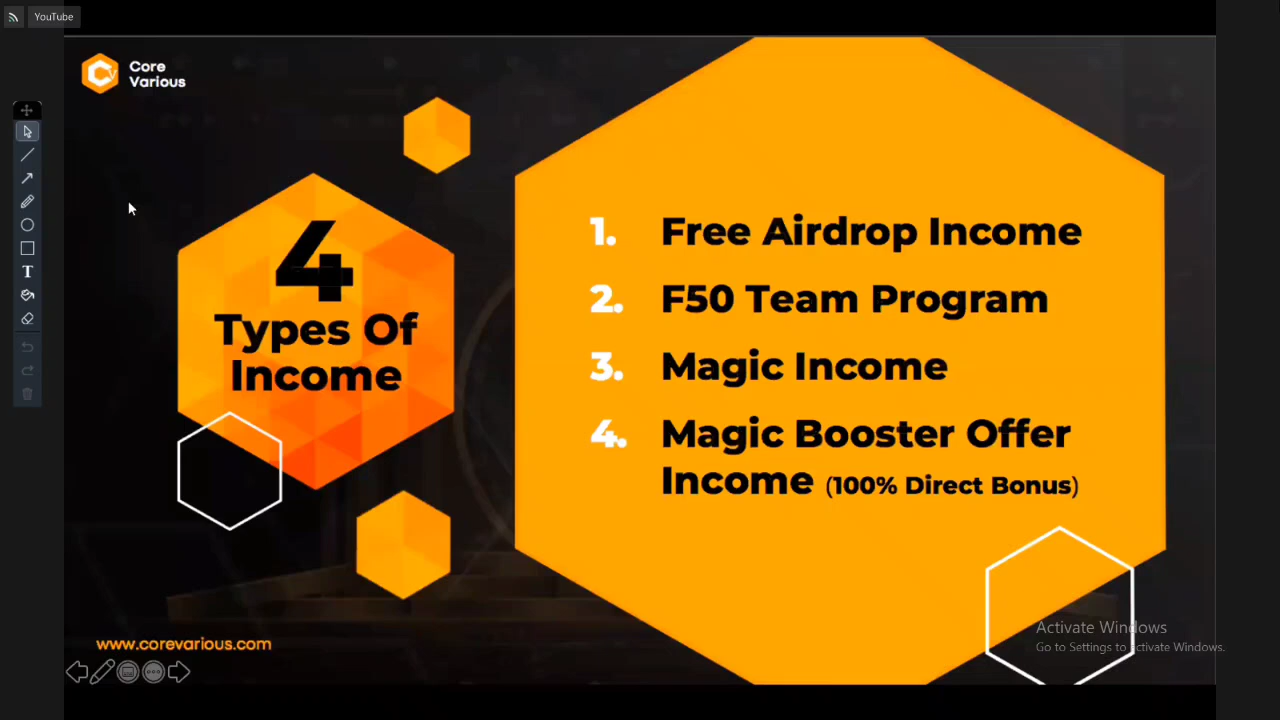 YouTube
Core
Various
4
Types Of
Income
1. Free Airdrop Income
2. F50 Team Program
3. Magic Income
4. Magic Booster Offer
Income (100% Direct Bonus)
www.corevarious.com
Activate Windows
Go to Settings to activate Windows.
T